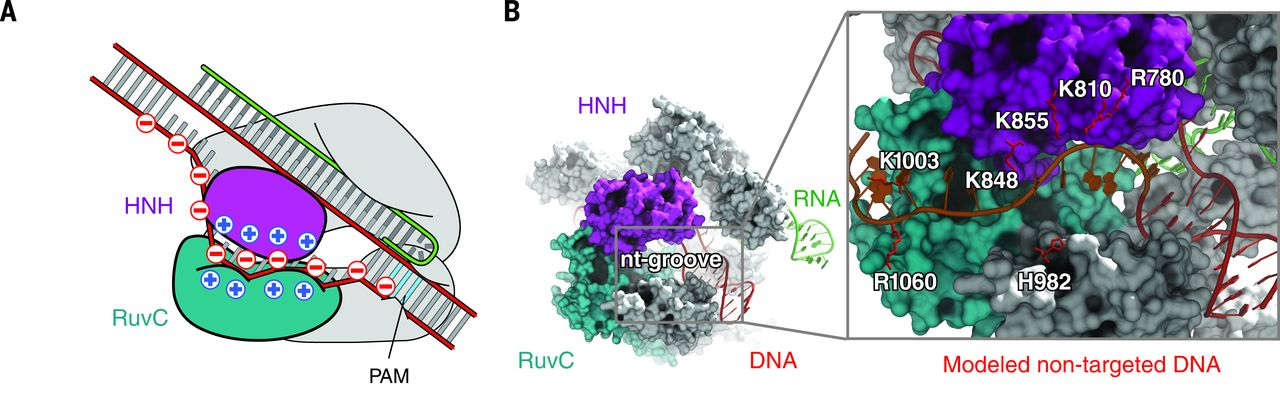 A
HNH
RuvC
PAM
B
HNH
RNA
nt-groove
RuvC
DNA
R780
K810
K855
K1003
K848
R1060
H982
Modeled non-targeted DNA